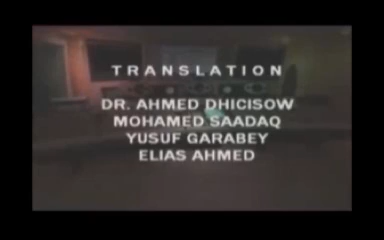 TRANSLATION
DR. AHMED DHICISOW
MOHAMED SAADAQ
YUSUF GARABEY
ELIAS AHMED